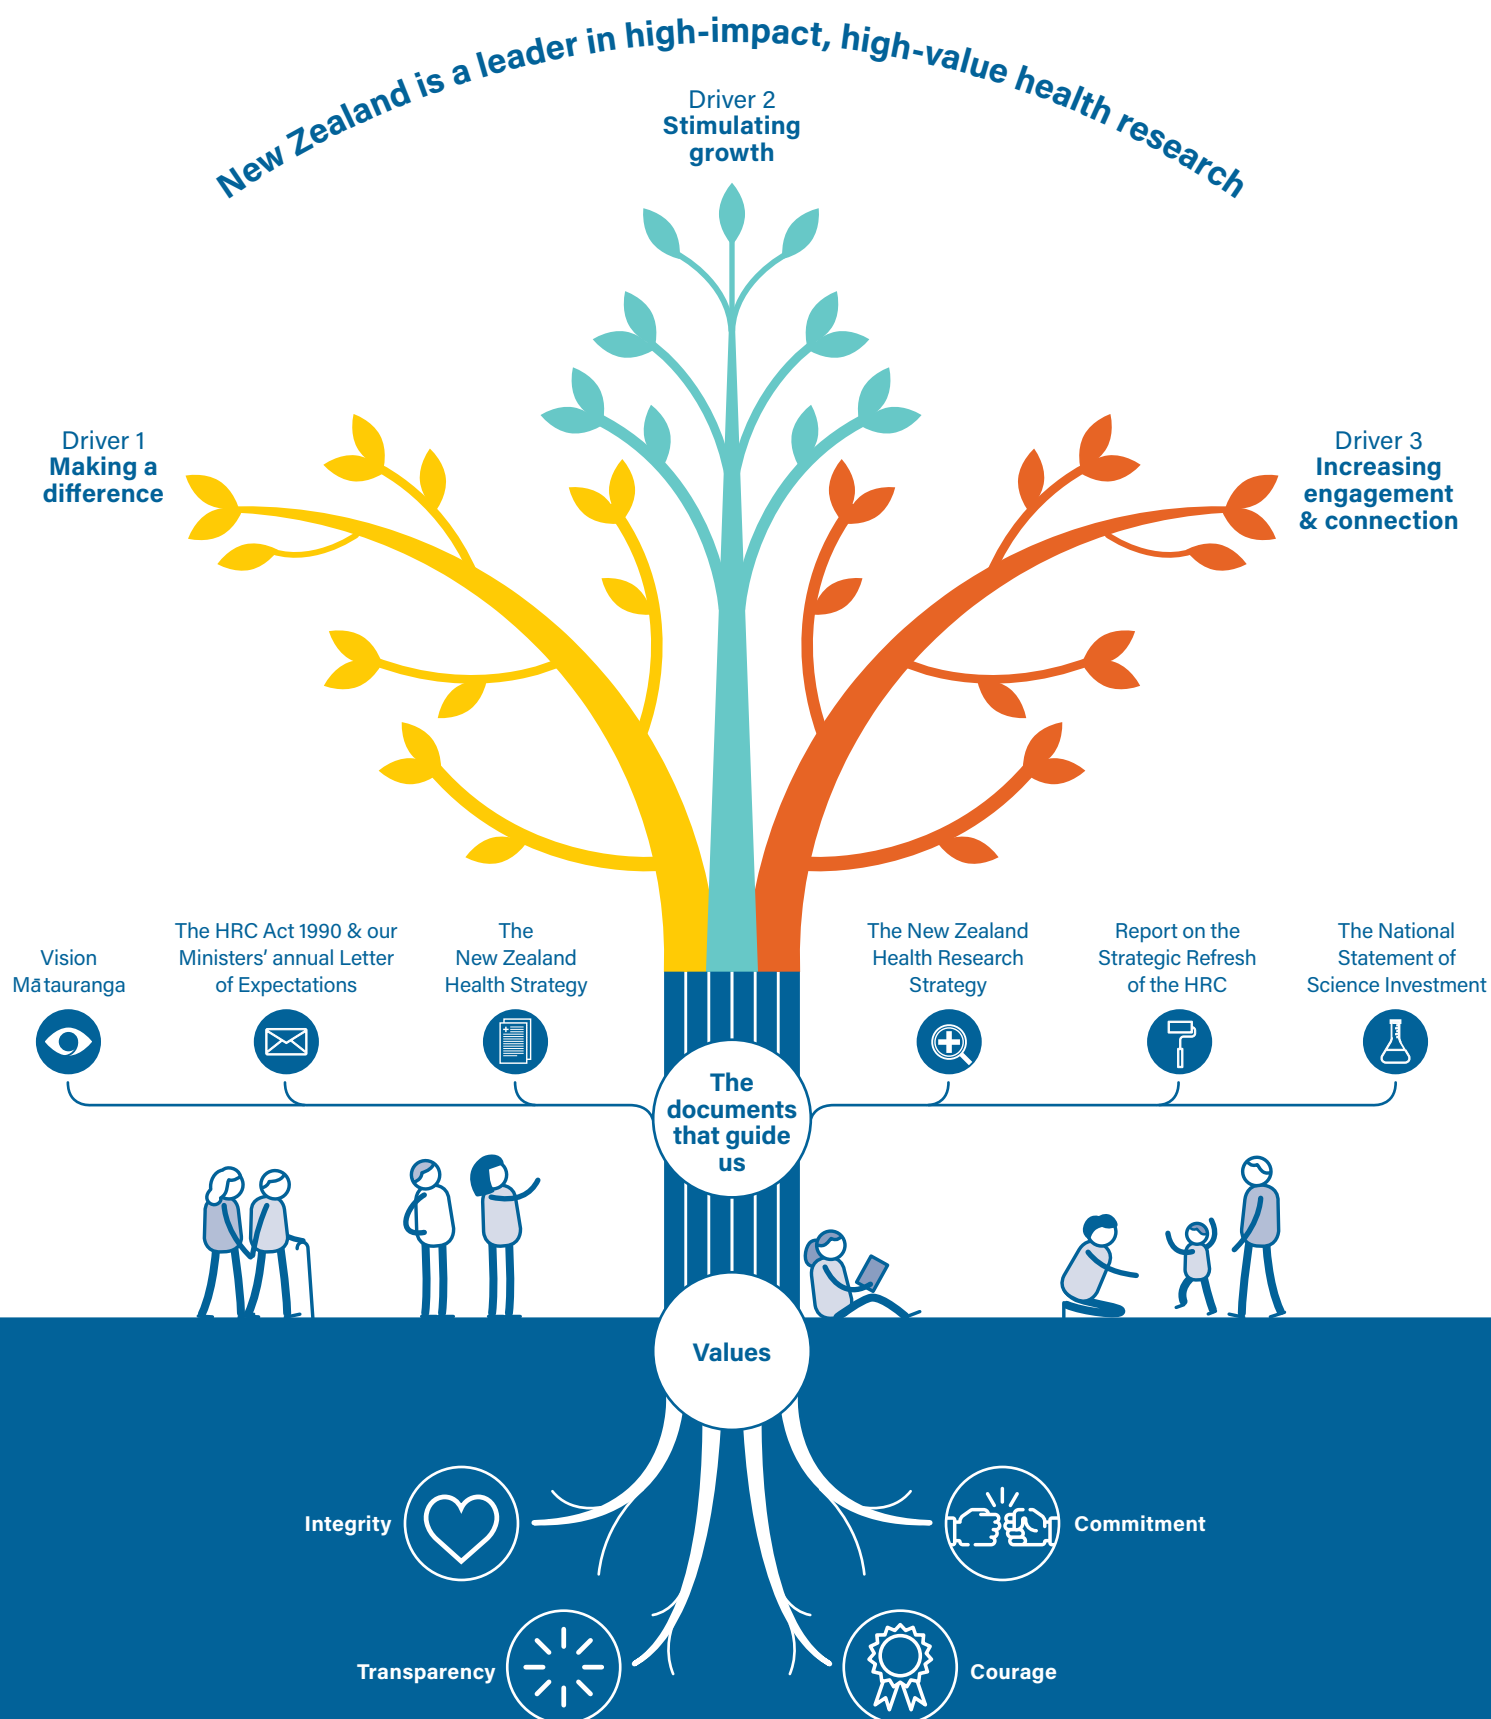 New Zealand is a leader in high-impact, high-value health research
Driver 2
Stimulating
growth
Driver 1
Making a
difference
Driver 3
Increasing
engagement
& connection
Vision
Mātauranga
The HRC Act 1990 & our
Ministers’ annual Letter
of Expectations
The
New Zealand
Health Strategy
The New Zealand
Health Research
Strategy
Report on the
Strategic Refresh
of the HRC
The National
Statement of
Science Investment
The
documents
that guide
us
Values
Integrity
Commitment
Transparency
Courage